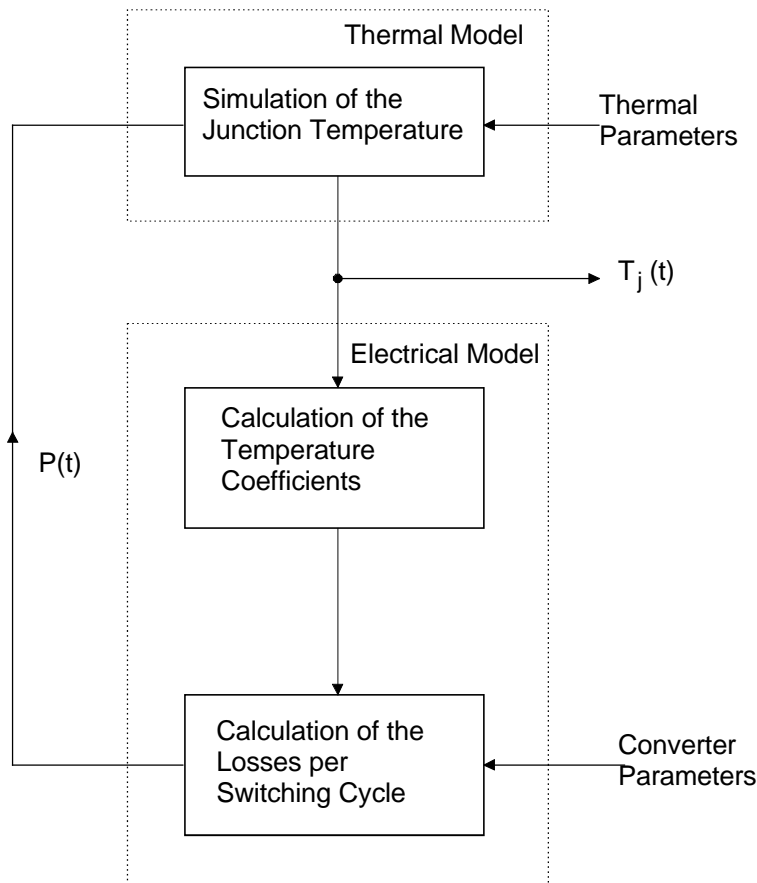 Thermal Model
Simulation of the
Junction Temperature
Thermal
Parameters
T j (t)
Electrical Model
Calculation of the
Temperature
Coefficients
P(t)
Calculation of the
Losses per
Switching Cycle
Converter
Parameters